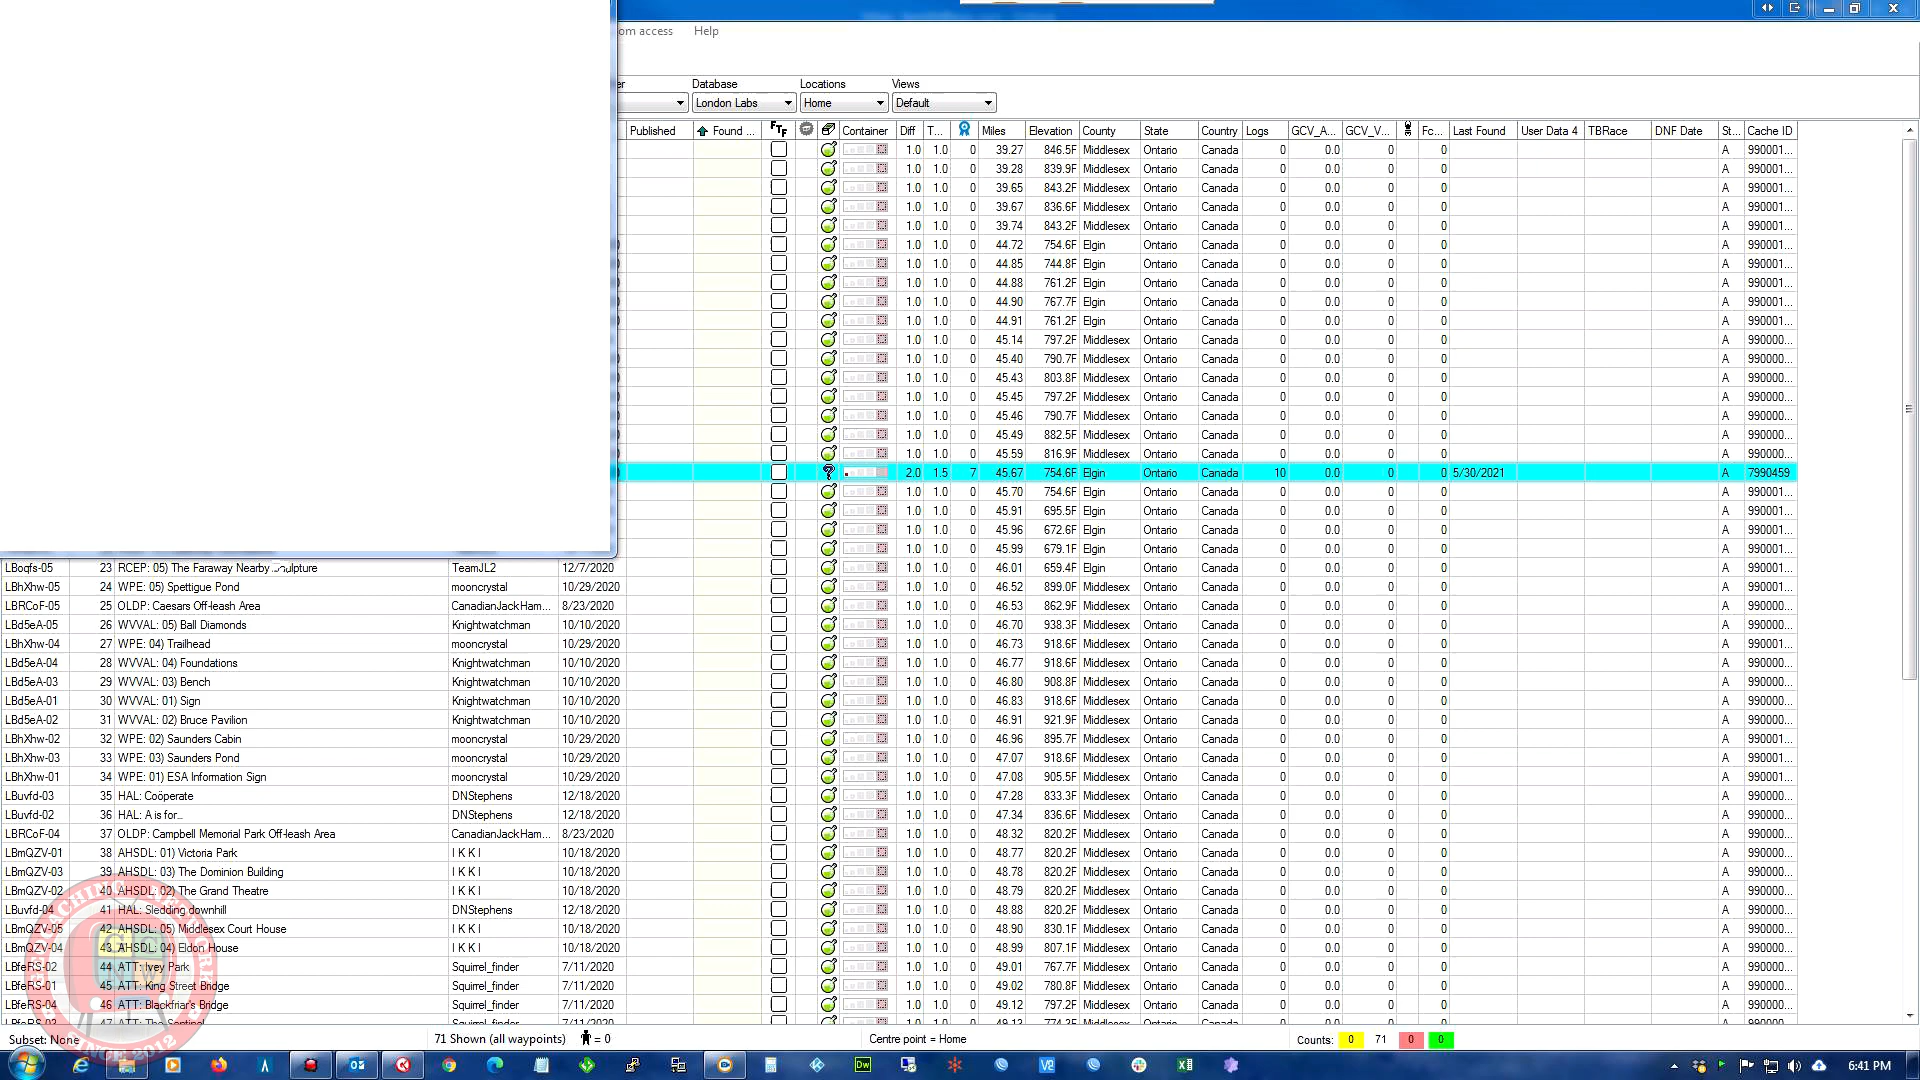 om access Help
er Database Locations Views
London Labs Home Default
Published Found ... FTF Container Diff T... Miles Elevation County State Country Logs GCV_A... GCV_V... Fc... Last Found User Data 4 TBRace DNF Date St... Cache ID
1.0 1.0 0 39.27 846.5F Middlesex Ontario Canada 0 0.0 0 0 A 990001...
1.0 1.0 0 39.28 839.9F Middlesex Ontario Canada 0 0.0 0 0 A 990001...
1.0 1.0 0 39.65 843.2F Middlesex Ontario Canada 0 0.0 0 0 A 990001...
1.0 1.0 0 39.67 836.6F Middlesex Ontario Canada 0 0.0 0 0 A 990001...
1.0 1.0 0 39.74 843.2F Middlesex Ontario Canada 0 0.0 0 0 A 990001...
1.0 1.0 0 44.72 754.6F Elgin Ontario Canada 0 0.0 0 0 A 990001...
1.0 1.0 0 44.85 744.8F Elgin Ontario Canada 0 0.0 0 0 A 990001...
1.0 1.0 0 44.88 761.2F Elgin Ontario Canada 0 0.0 0 0 A 990001...
1.0 1.0 0 44.90 767.7F Elgin Ontario Canada 0 0.0 0 0 A 990001...
1.0 1.0 0 44.91 761.2F Elgin Ontario Canada 0 0.0 0 0 A 990001...
1.0 1.0 0 45.14 797.2F Middlesex Ontario Canada 0 0.0 0 0 A 990000...
1.0 1.0 0 45.40 790.7F Middlesex Ontario Canada 0 0.0 0 0 A 990000...
1.0 1.0 0 45.43 803.8F Middlesex Ontario Canada 0 0.0 0 0 A 990000...
1.0 1.0 0 45.45 797.2F Middlesex Ontario Canada 0 0.0 0 0 A 990000...
1.0 1.0 0 45.46 790.7F Middlesex Ontario Canada 0 0.0 0 0 A 990000...
1.0 1.0 0 45.49 882.5F Middlesex Ontario Canada 0 0.0 0 0 A 990000...
1.0 1.0 0 45.59 816.9F Middlesex Ontario Canada 0 0.0 0 0 A 990000...
2.0 1.5 7 45.67 754.6F Elgin Ontario Canada 10 0.0 0 0 5/30/2021 A 7990459
1.0 1.0 0 45.70 754.6F Elgin Ontario Canada 0 0.0 0 0 A 990001...
1.0 1.0 0 45.91 695.5F Elgin Ontario Canada 0 0.0 0 0 A 990001...
1.0 1.0 0 45.96 672.6F Elgin Ontario Canada 0 0.0 0 0 A 990001...
1.0 1.0 0 45.99 679.1F Elgin Ontario Canada 0 0.0 0 0 A 990001...
LBoqfs-05 23 RCEP: 05) The Faraway Nearby Sculpture TeamJL2 12/7/2020 1.0 1.0 0 46.01 659.4F Elgin Ontario Canada 0 0.0 0 0 A 990001...
LBhXhw-05 24 WPE: 05) Spettigue Pond mooncrystal 10/29/2020 1.0 1.0 0 46.52 899.0F Middlesex Ontario Canada 0 0.0 0 0 A 990001...
LBRCoF-05 25 OLDP: Caesars Off-leash Area CanadianJackHam... 8/23/2020 1.0 1.0 0 46.53 862.9F Middlesex Ontario Canada 0 0.0 0 0 A 990000...
LBd5eA-05 26 WVVAL: 05) Ball Diamonds Knightwatchman 10/10/2020 1.0 1.0 0 46.70 938.3F Middlesex Ontario Canada 0 0.0 0 0 A 990000...
LBhXhw-04 27 WPE: 04) Trailhead mooncrystal 10/29/2020 1.0 1.0 0 46.73 918.6F Middlesex Ontario Canada 0 0.0 0 0 A 990001...
LBd5eA-04 28 WVVAL: 04) Foundations Knightwatchman 10/10/2020 1.0 1.0 0 46.77 918.6F Middlesex Ontario Canada 0 0.0 0 0 A 990000...
LBd5eA-03 29 WVVAL: 03) Bench Knightwatchman 10/10/2020 1.0 1.0 0 46.80 908.8F Middlesex Ontario Canada 0 0.0 0 0 A 990000...
LBd5eA-01 30 WVVAL: 01) Sign Knightwatchman 10/10/2020 1.0 1.0 0 46.83 918.6F Middlesex Ontario Canada 0 0.0 0 0 A 990000...
LBd5eA-02 31 WVVAL: 02) Bruce Pavilion Knightwatchman 10/10/2020 1.0 1.0 0 46.91 921.9F Middlesex Ontario Canada 0 0.0 0 0 A 990000...
LBhXhw-02 32 WPE: 02) Saunders Cabin mooncrystal 10/29/2020 1.0 1.0 0 46.96 895.7F Middlesex Ontario Canada 0 0.0 0 0 A 990001...
LBhXhw-03 33 WPE: 03) Saunders Pond mooncrystal 10/29/2020 1.0 1.0 0 47.07 918.6F Middlesex Ontario Canada 0 0.0 0 0 A 990001...
LBhXhw-01 34 WPE: 01) ESA Information Sign mooncrystal 10/29/2020 1.0 1.0 0 47.08 905.5F Middlesex Ontario Canada 0 0.0 0 0 A 990001...
LBuvfd-03 35 HAL: Coöperate DNStephens 12/18/2020 1.0 1.0 0 47.28 833.3F Middlesex Ontario Canada 0 0.0 0 0 A 990000...
LBuvfd-02 36 HAL: A is for... DNStephens 12/18/2020 1.0 1.0 0 47.34 836.6F Middlesex Ontario Canada 0 0.0 0 0 A 990000...
LBRCoF-04 37 OLDP: Campbell Memorial Park Off-leash Area CanadianJackHam... 8/23/2020 1.0 1.0 0 48.32 820.2F Middlesex Ontario Canada 0 0.0 0 0 A 990000...
LBmQZV-01 38 AHSDL: 01) Victoria Park I K K I 10/18/2020 1.0 1.0 0 48.77 820.2F Middlesex Ontario Canada 0 0.0 0 0 A 990000...
LBmQZV-03 39 AHSDL: 03) The Dominion Building I K K I 10/18/2020 1.0 1.0 0 48.78 820.2F Middlesex Ontario Canada 0 0.0 0 0 A 990000...
LBmQZV-02 40 AHSDL: 02) The Grand Theatre I K K I 10/18/2020 1.0 1.0 0 48.79 820.2F Middlesex Ontario Canada 0 0.0 0 0 A 990000...
LBuvfd-04 41 HAL: Sledding downhill DNStephens 12/18/2020 1.0 1.0 0 48.88 820.2F Middlesex Ontario Canada 0 0.0 0 0 A 990000...
LBmQZV-05 42 AHSDL: 05) Middlesex Court House I K K I 10/18/2020 1.0 1.0 0 48.90 830.1F Middlesex Ontario Canada 0 0.0 0 0 A 990000...
LBmQZV-04 43 AHSDL: 04) Eldon House I K K I 10/18/2020 1.0 1.0 0 48.99 807.1F Middlesex Ontario Canada 0 0.0 0 0 A 990000...
LBfeRS-02 44 ATT: Ivey Park Squirrel_finder 7/11/2020 1.0 1.0 0 49.01 767.7F Middlesex Ontario Canada 0 0.0 0 0 A 990000...
LBfeRS-01 45 ATT: King Street Bridge Squirrel_finder 7/11/2020 1.0 1.0 0 49.02 780.8F Middlesex Ontario Canada 0 0.0 0 0 A 990000...
LBfeRS-04 46 ATT: Blackfriar's Bridge Squirrel_finder 7/11/2020 1.0 1.0 0 49.12 797.2F Middlesex Ontario Canada 0 0.0 0 0 A 990000...
LBfeRS-03 47 ATT: The Sentinel Squirrel_finder 7/11/2020 1.0 1.0 0 49.13 774.3F Middlesex Ontario Canada
SINCE 2012
Subset: None 71 Shown (all waypoints) = 0 Centre point = Home Counts: 0 71 0 0
6:41 PM